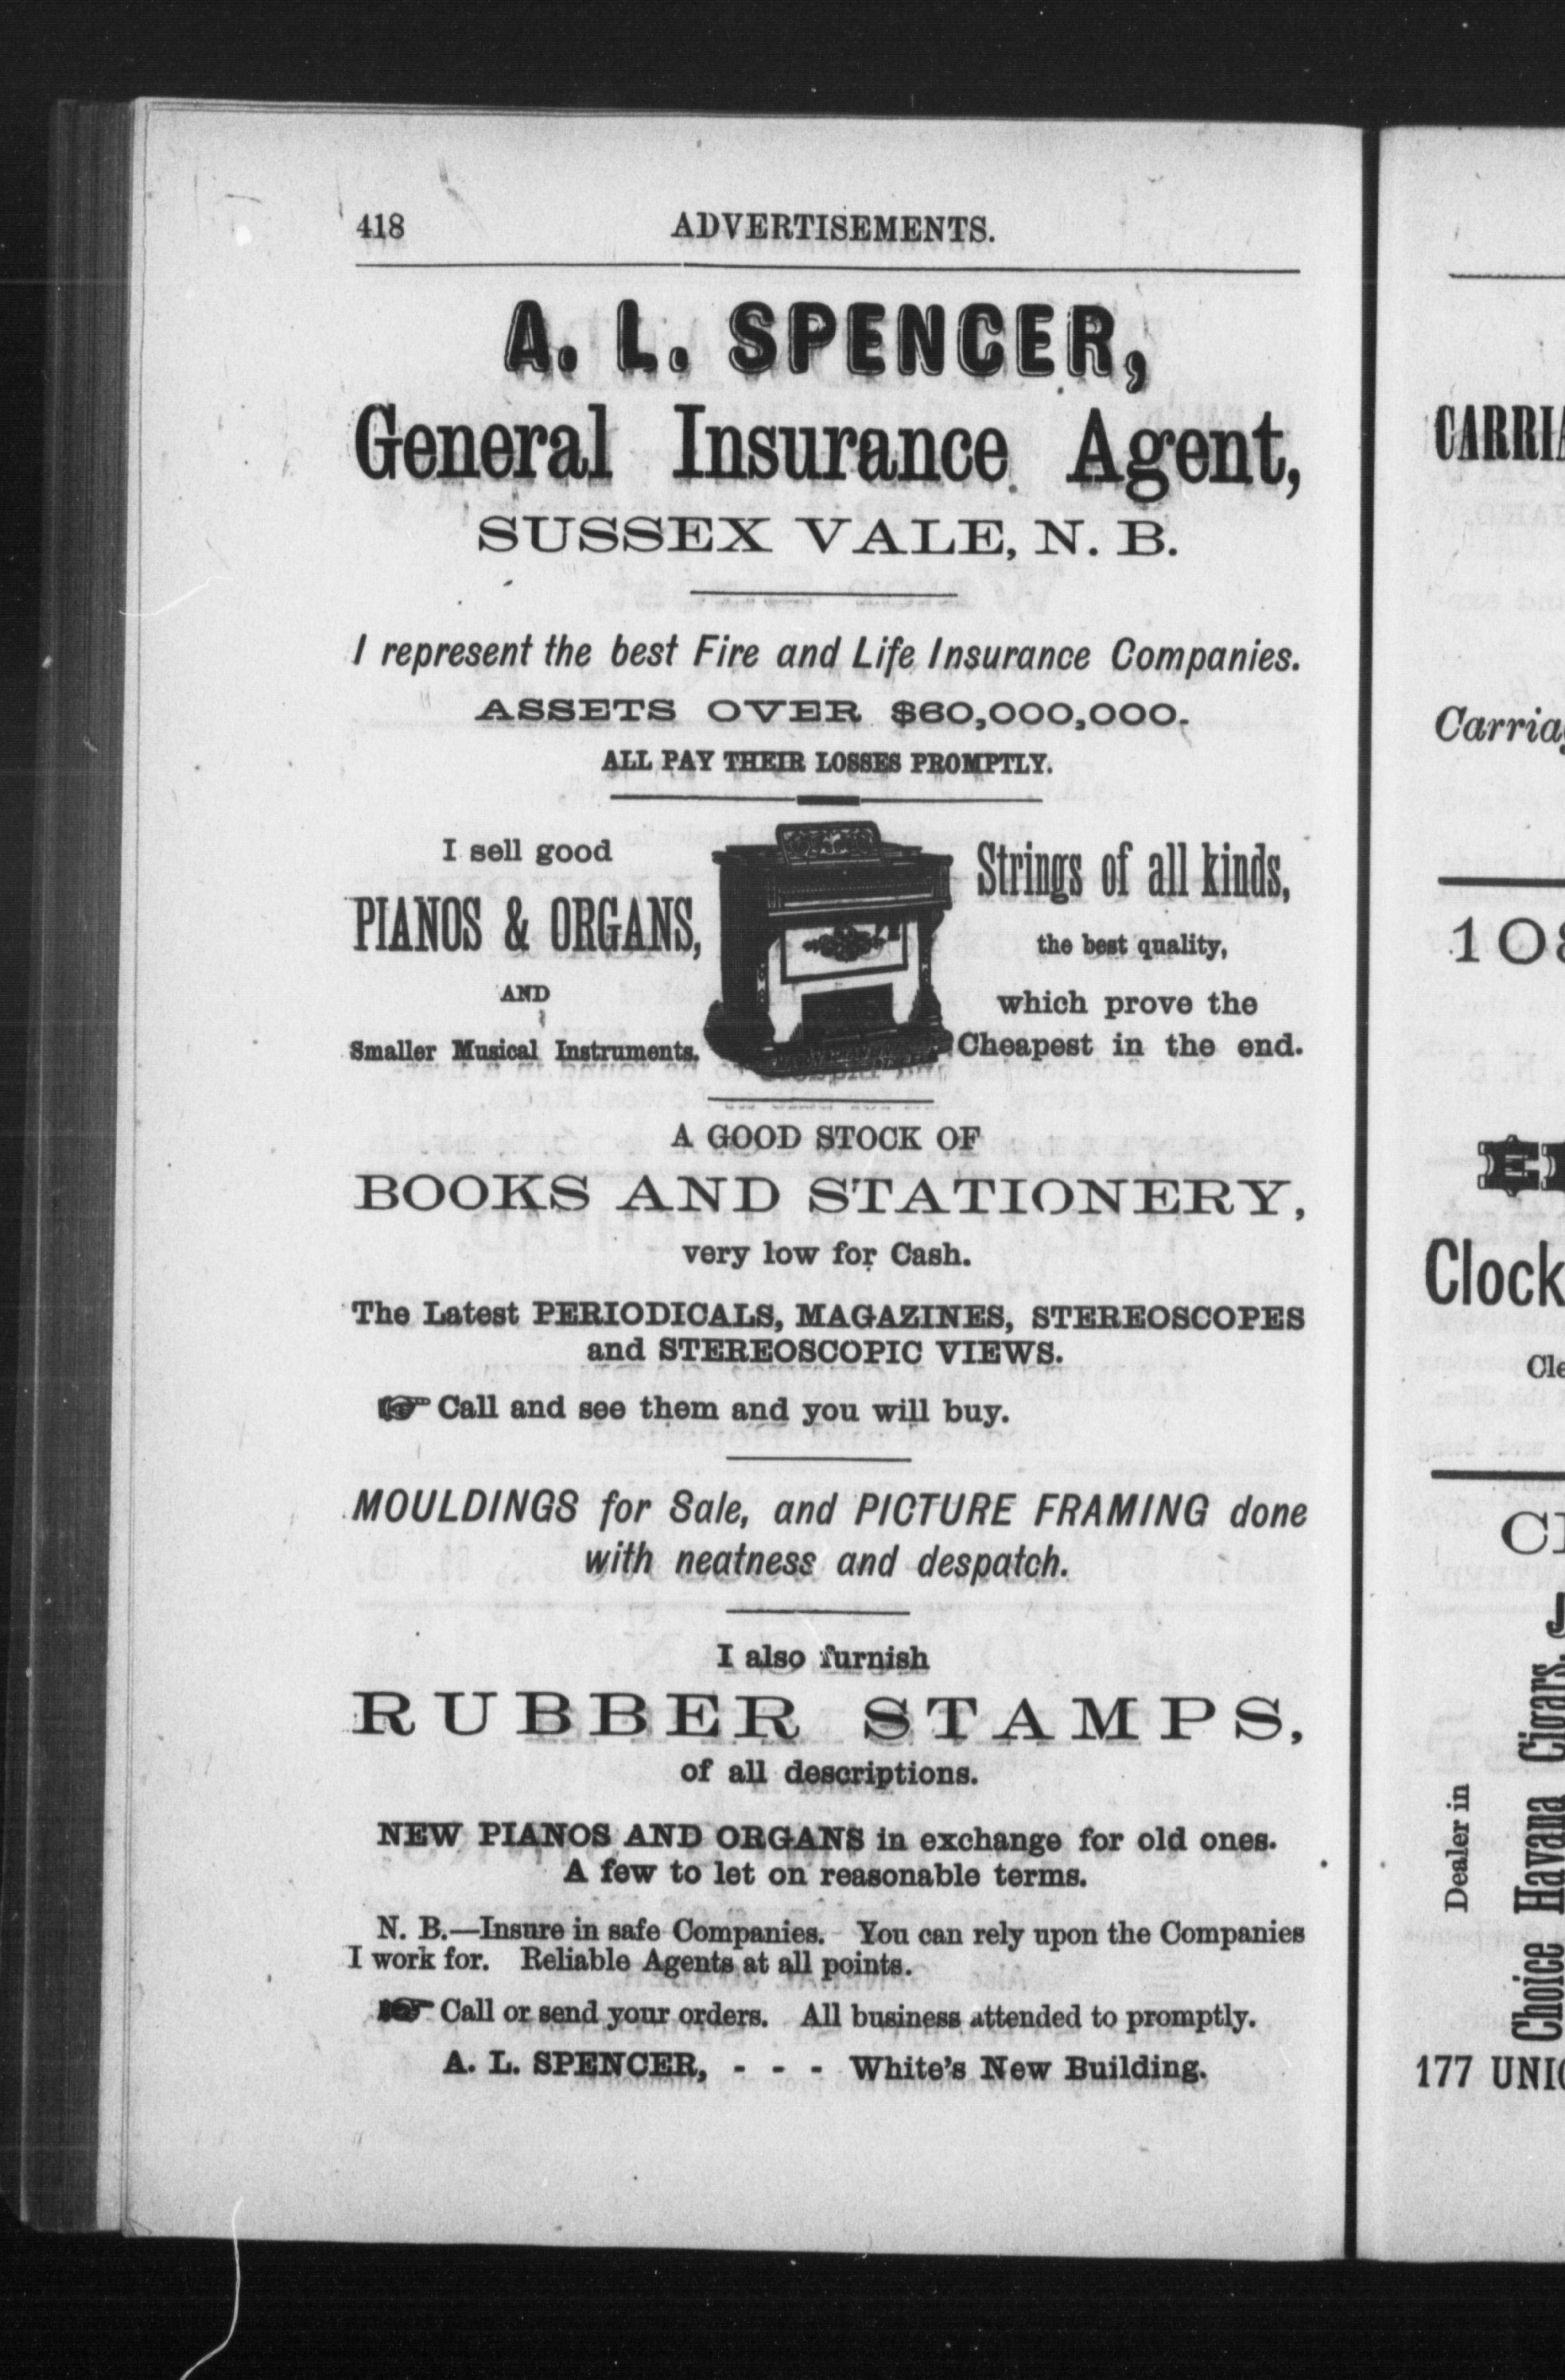 418 ADVERTISEMENTS.
A. L. SPENCER,
General Insurance Agent,
SUSSEX VALE, N. B.
I represent the best Fire and Life Insurance Companies.
ASSETS OVER $60,000,000.
ALL PAY THEIR LOSSES PROMPTLY.
I sell good
PIANOS & ORGANS,
AND
Smaller Musical Instruments.
Strings of all kinds,
the best quality,
which prove the
Cheapest in the end.
A GOOD STOCK OF
BOOKS AND STATIONERY,
very low for Cash.
The Latest PERIODICALS, MAGAZINES, STEREOSCOPES
and STEREOSCOPIC VIEWS.
☞ Call and see them and you will buy.
MOULDINGS for Sale, and PICTURE FRAMING done
with neatness and despatch.
I also furnish
RUBBER STAMPS,
of all descriptions.
NEW PIANOS AND ORGANS in exchange for old ones.
A few to let on reasonable terms.
N. B.—Insure in safe Companies. You can rely upon the Companies
I work for. Reliable Agents at all points.
☞ Call or send your orders. All business attended to promptly.
A. L. SPENCER, - - - White's New Building.
Clock
Dealer in
Choice Havana Cigars,
177